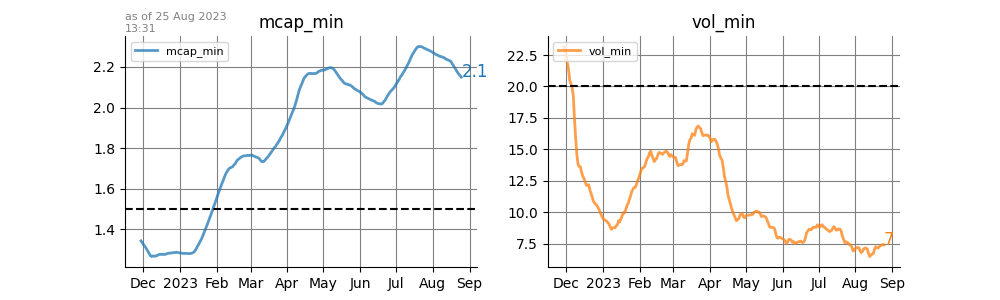 as of 25 Aug 2023
13:31
mcap_min
mcap_min
2.2
2.0
1.8
1.6
1.4
2.1
Dec 2023 Feb Mar Apr May Jun Jul Aug Sep
vol_min
vol_min
22.5
20.0
17.5
15.0
12.5
10.0
7.5
7
Dec 2023 Feb Mar Apr May Jun Jul Aug Sep